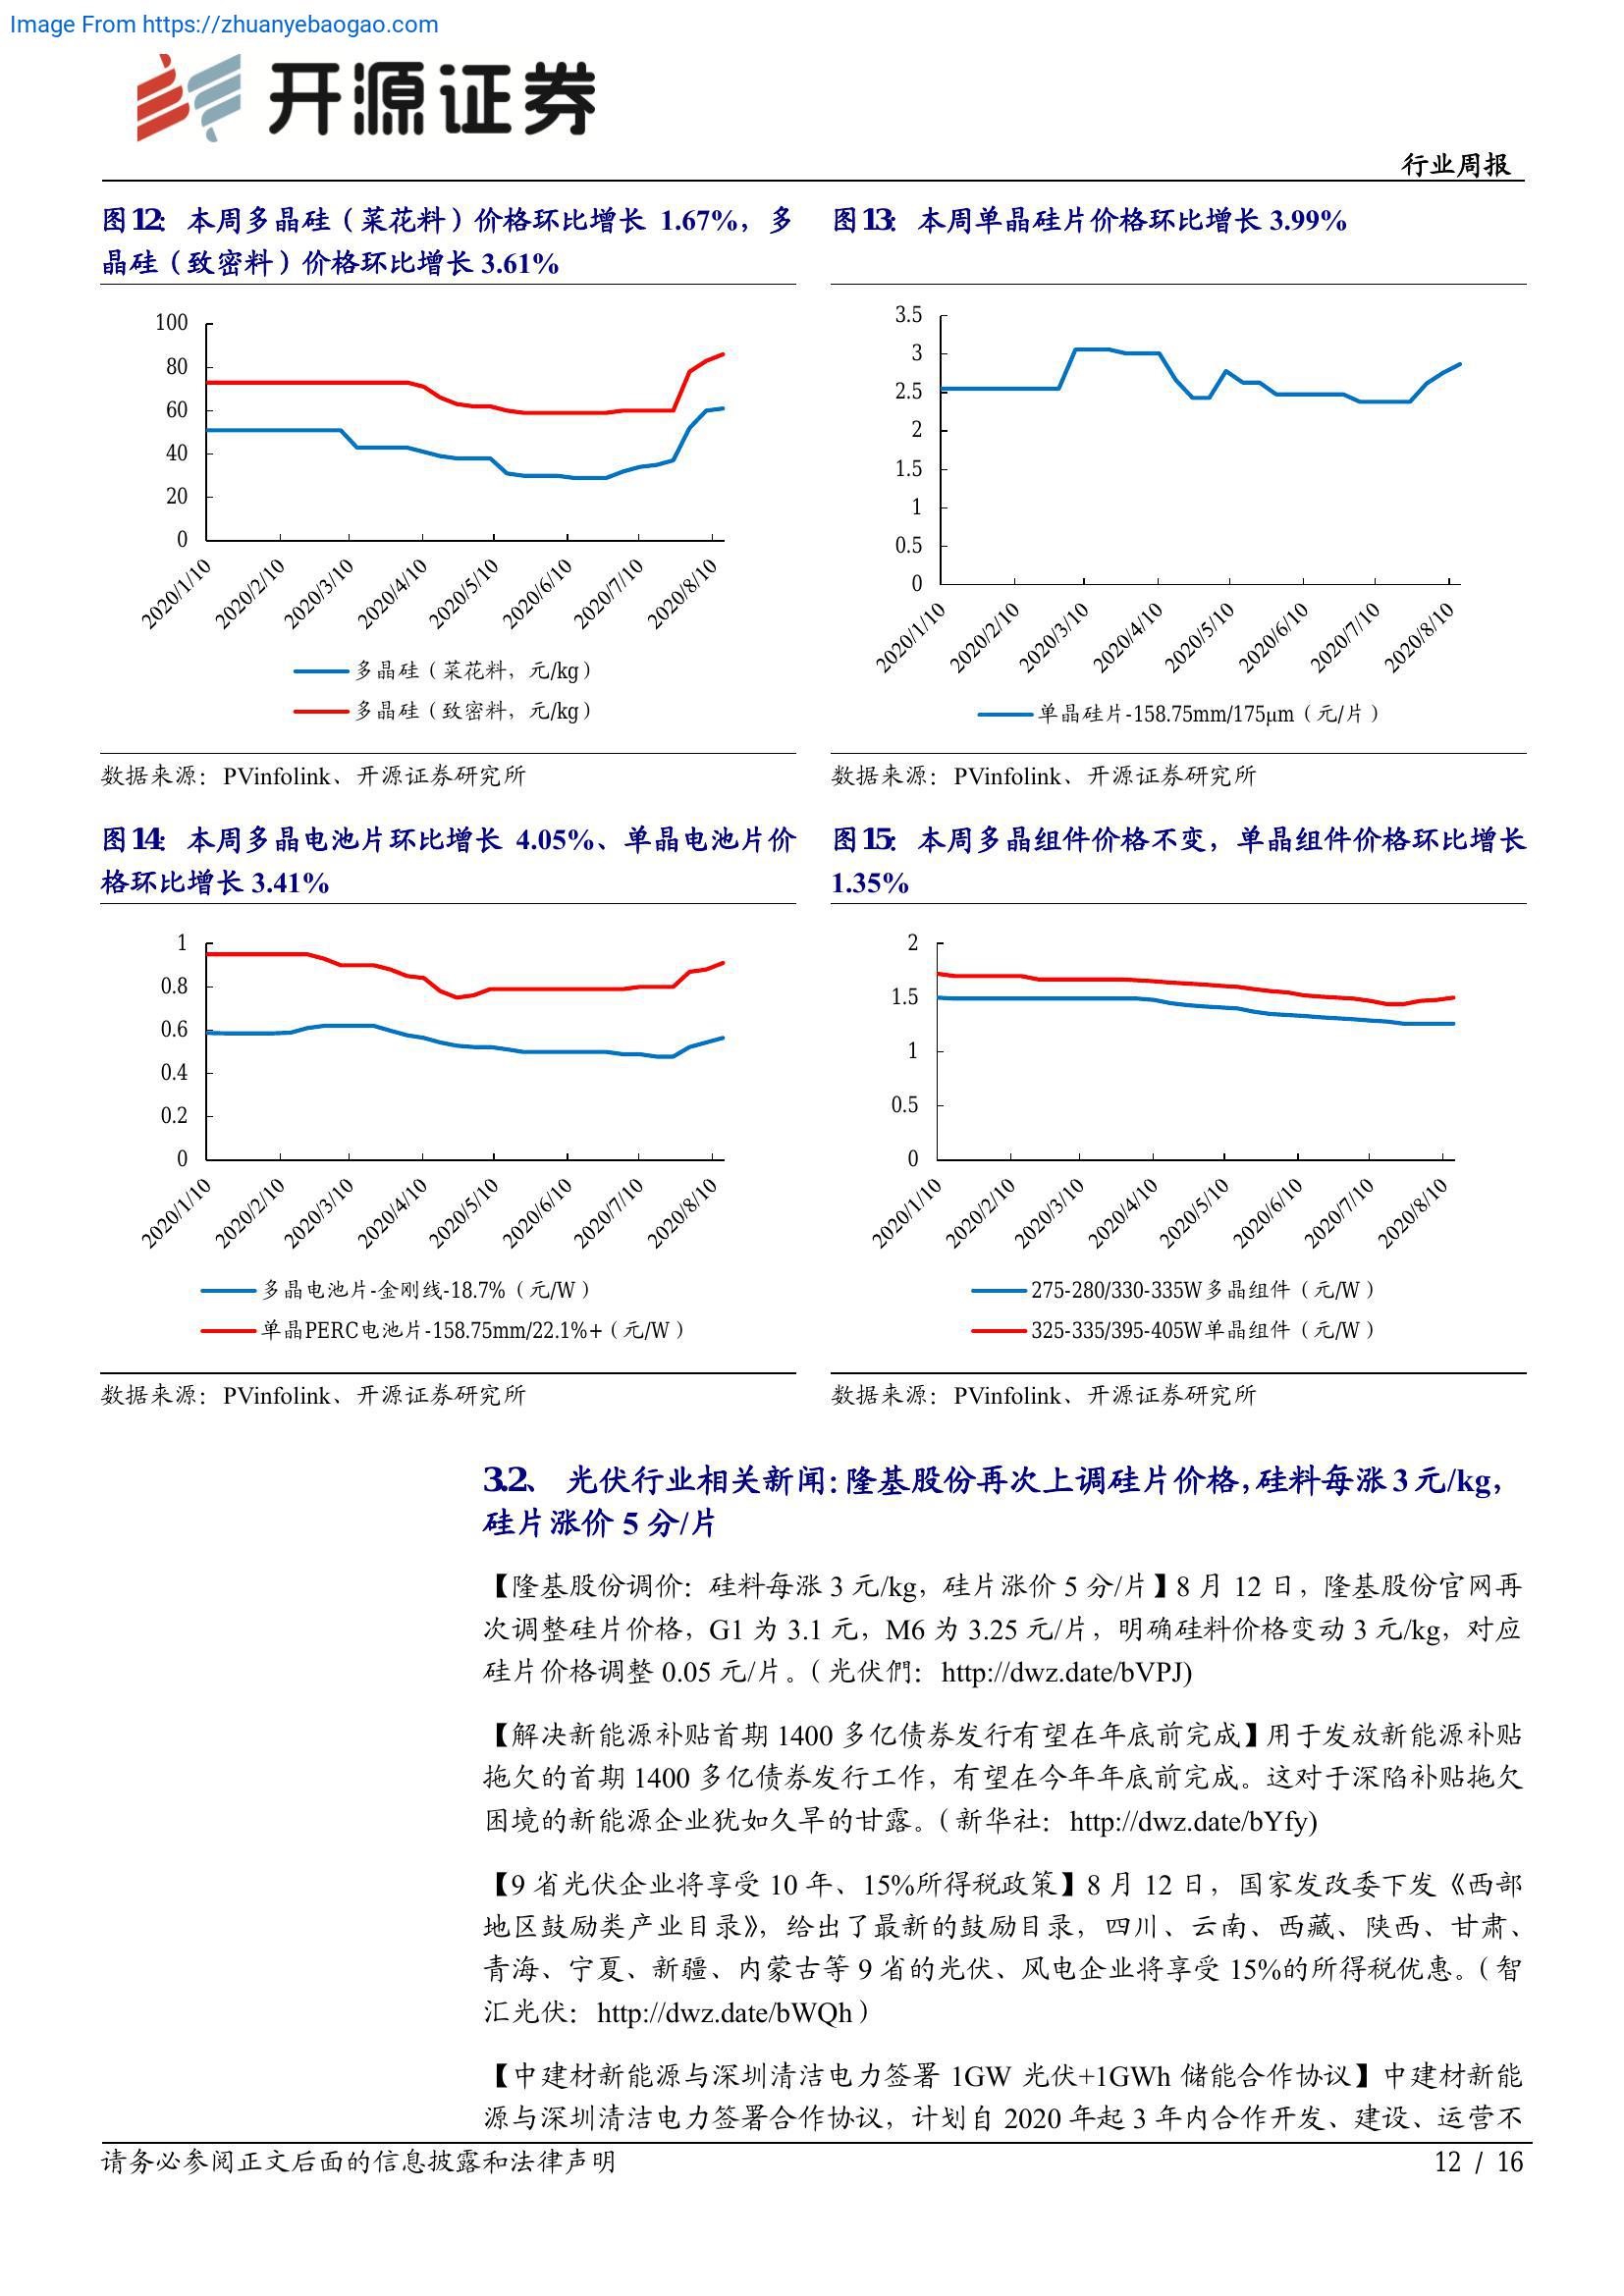 Image From https://zhuanyebaogao.com
开源证券
行业周报
图12: 本周多晶硅（菜花料）价格环比增长 1.67%，多
晶硅（致密料）价格环比增长 3.61%
100
80
60
40
20
0
2020/1/10
2020/2/10
2020/3/10
2020/4/10
2020/5/10
2020/6/10
2020/7/10
2020/8/10
多晶硅（菜花料，元/kg）
多晶硅（致密料，元/kg）
数据来源：PVinfolink、开源证券研究所
图13: 本周单晶硅片价格环比增长 3.99%
3.5
3
2.5
2
1.5
1
0.5
0
2020/1/10
2020/2/10
2020/3/10
2020/4/10
2020/5/10
2020/6/10
2020/7/10
2020/8/10
单晶硅片-158.75mm/175μm（元/片）
数据来源：PVinfolink、开源证券研究所
图14: 本周多晶电池片环比增长 4.05%、单晶电池片价
格环比增长 3.41%
1
0.8
0.6
0.4
0.2
0
2020/1/10
2020/2/10
2020/3/10
2020/4/10
2020/5/10
2020/6/10
2020/7/10
2020/8/10
多晶电池片-金刚线-18.7%（元/W）
单晶PERC电池片-158.75mm/22.1%+（元/W）
数据来源：PVinfolink、开源证券研究所
图15: 本周多晶组件价格不变，单晶组件价格环比增长
1.35%
2
1.5
1
0.5
0
2020/1/10
2020/2/10
2020/3/10
2020/4/10
2020/5/10
2020/6/10
2020/7/10
2020/8/10
275-280/330-335W多晶组件（元/W）
325-335/395-405W单晶组件（元/W）
数据来源：PVinfolink、开源证券研究所
3.2、 光伏行业相关新闻：隆基股份再次上调硅片价格，硅料每涨 3 元/kg，
硅片涨价 5 分/片
【隆基股份调价：硅料每涨 3 元/kg，硅片涨价 5 分/片】8 月 12 日，隆基股份官网再
次调整硅片价格，G1 为 3.1 元，M6 为 3.25 元/片，明确硅料价格变动 3 元/kg，对应
硅片价格调整 0.05 元/片。（光伏們：http://dwz.date/bVPJ)
【解决新能源补贴首期 1400 多亿债券发行有望在年底前完成】用于发放新能源补贴
拖欠的首期 1400 多亿债券发行工作，有望在今年年底前完成。这对于深陷补贴拖欠
困境的新能源企业犹如久旱的甘露。（新华社：http://dwz.date/bYfy)
【9 省光伏企业将享受 10 年、15%所得税政策】8 月 12 日，国家发改委下发《西部
地区鼓励类产业目录》，给出了最新的鼓励目录，四川、云南、西藏、陕西、甘肃、
青海、宁夏、新疆、内蒙古等 9 省的光伏、风电企业将享受 15%的所得税优惠。（智
汇光伏：http://dwz.date/bWQh）
【中建材新能源与深圳清洁电力签署 1GW 光伏+1GWh 储能合作协议】中建材新能
源与深圳清洁电力签署合作协议，计划自 2020 年起 3 年内合作开发、建设、运营不
请务必参阅正文后面的信息披露和法律声明
12 / 16